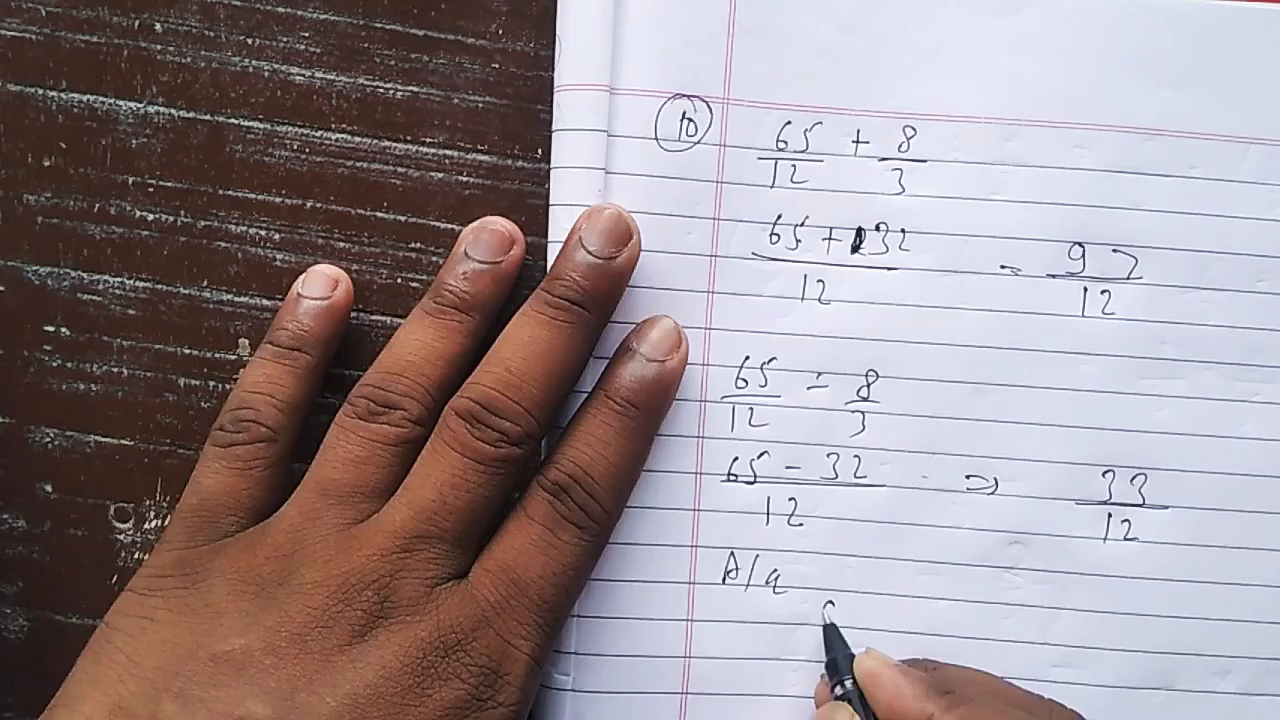 10
65/12 + 8/3
65 + 32/12 = 97/12
65/12 - 8/3
65 - 32/12 ⇒ 33/12
A/q